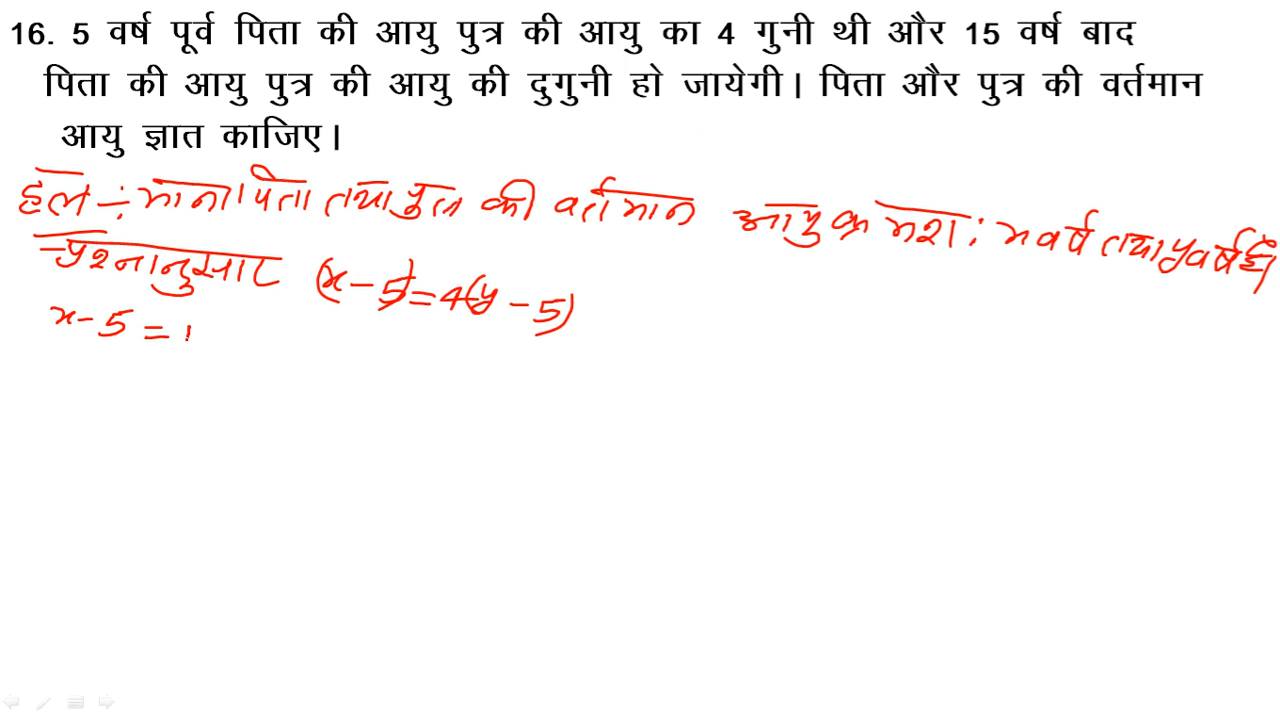 16. 5 वर्ष पूर्व पिता की आयु पुत्र की आयु का 4 गुनी थी और 15 वर्ष बाद
पिता की आयु पुत्र की आयु की दुगुनी हो जायेगी। पिता और पुत्र की वर्तमान
आयु ज्ञात काजिए।
हल ÷ माना पिता तथा पुत्र की वर्तमान आयु क्रमश: x वर्ष तथा y वर्ष है।
प्रश्नानुसार (x - 5) = 4(y - 5)
x - 5 =